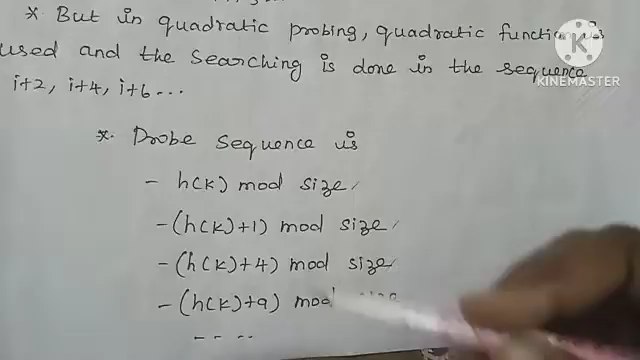 * But in quadratic probing, quadratic function is
used and the searching is done in the sequence
i+2, i+4, i+6...
* Probe sequence is
- h(k) mod size
- (h(k)+1) mod size
- (h(k)+4) mod size
- (h(k)+9) mod size
- - - -
KINEMASTER